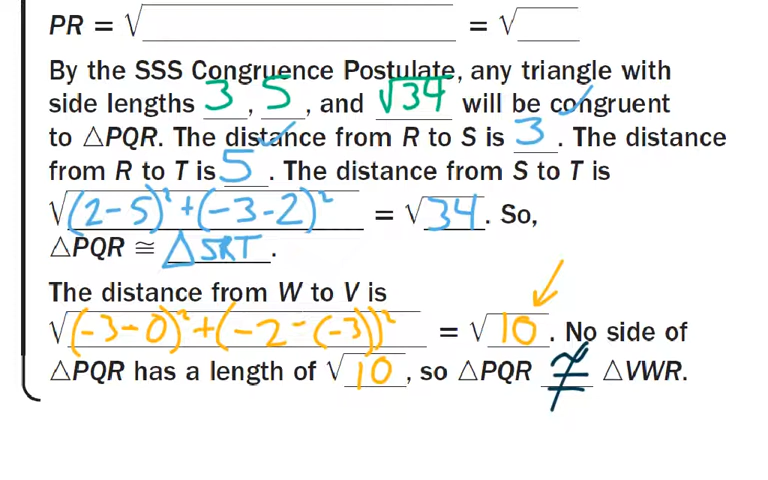 PR = √ = √
By the SSS Congruence Postulate, any triangle with
side lengths 3, 5, and √34 will be congruent
to △PQR. The distance from R to S is 3. The distance
from R to T is 5. The distance from S to T is
√(2-5)²+(-3-2)² = √34. So,
△PQR ≅ △SRT.
The distance from W to V is
√(-3-0)²+(-2-(-3))² = √10. No side of
△PQR has a length of √10, so △PQR ≇ △VWR.